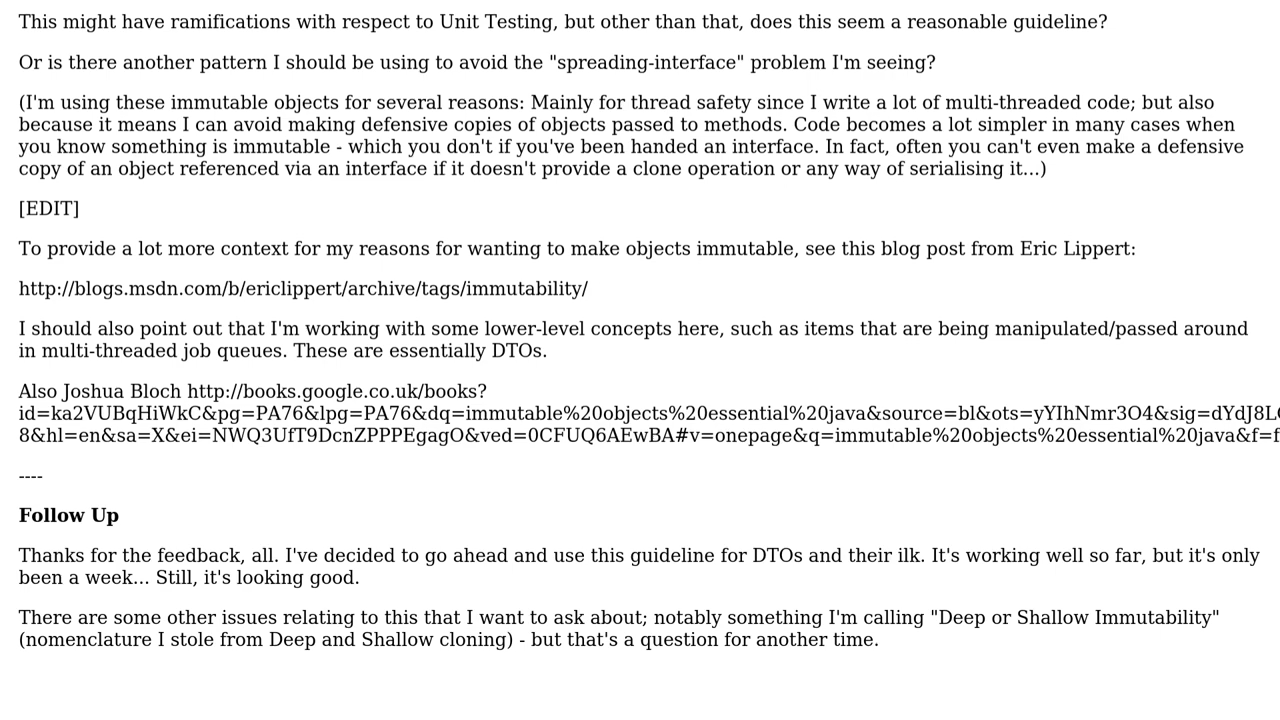 This might have ramifications with respect to Unit Testing, but other than that, does this seem a reasonable guideline?
Or is there another pattern I should be using to avoid the "spreading-interface" problem I'm seeing?
(I'm using these immutable objects for several reasons: Mainly for thread safety since I write a lot of multi-threaded code; but also
because it means I can avoid making defensive copies of objects passed to methods. Code becomes a lot simpler in many cases when
you know something is immutable - which you don't if you've been handed an interface. In fact, often you can't even make a defensive
copy of an object referenced via an interface if it doesn't provide a clone operation or any way of serialising it...)
[EDIT]
To provide a lot more context for my reasons for wanting to make objects immutable, see this blog post from Eric Lippert:
http://blogs.msdn.com/b/ericlippert/archive/tags/immutability/
I should also point out that I'm working with some lower-level concepts here, such as items that are being manipulated/passed around
in multi-threaded job queues. These are essentially DTOs.
Also Joshua Bloch http://books.google.co.uk/books?
id=ka2VUBqHiWkC&pg=PA76&lpg=PA76&dq=immutable%20objects%20essential%20java&source=bl&ots=yYIhNmr3O4&sig=dYdJ8L
8&hl=en&sa=X&ei=NWQ3UfT9DcnZPPPEgagO&ved=0CFUQ6AEwBA#v=onepage&q=immutable%20objects%20essential%20java&f=f
----
Follow Up
Thanks for the feedback, all. I've decided to go ahead and use this guideline for DTOs and their ilk. It's working well so far, but it's only
been a week... Still, it's looking good.
There are some other issues relating to this that I want to ask about; notably something I'm calling "Deep or Shallow Immutability"
(nomenclature I stole from Deep and Shallow cloning) - but that's a question for another time.